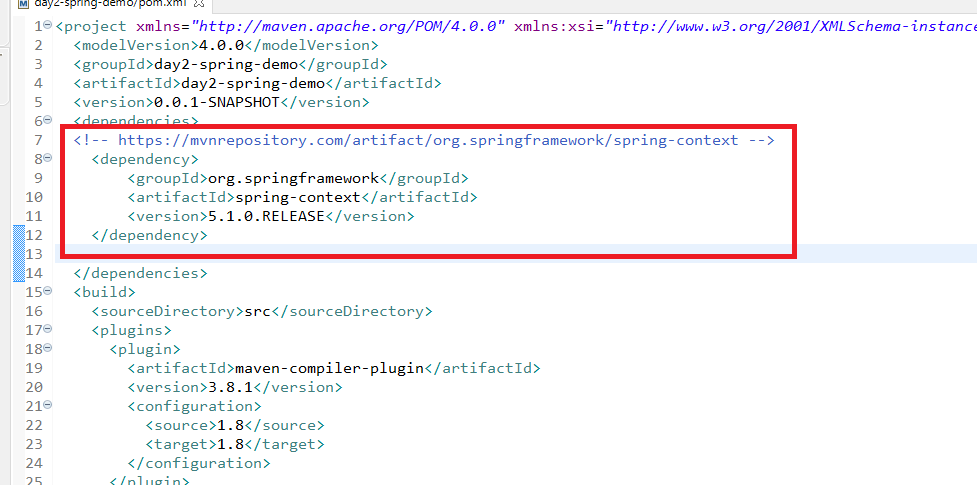 day2-spring-demo/pom.xml
1 <project xmlns="http://maven.apache.org/POM/4.0.0" xmlns:xsi="http://www.w3.org/2001/XMLSchema-instance
2 <modelVersion>4.0.0</modelVersion>
3 <groupId>day2-spring-demo</groupId>
4 <artifactId>day2-spring-demo</artifactId>
5 <version>0.0.1-SNAPSHOT</version>
6 <dependencies>
7 <!-- https://mvnrepository.com/artifact/org.springframework/spring-context -->
8 <dependency>
9 <groupId>org.springframework</groupId>
10 <artifactId>spring-context</artifactId>
11 <version>5.1.0.RELEASE</version>
12 </dependency>
13
14 </dependencies>
15 <build>
16 <sourceDirectory>src</sourceDirectory>
17 <plugins>
18 <plugin>
19 <artifactId>maven-compiler-plugin</artifactId>
20 <version>3.8.1</version>
21 <configuration>
22 <source>1.8</source>
23 <target>1.8</target>
24 </configuration>
25 </plugin>